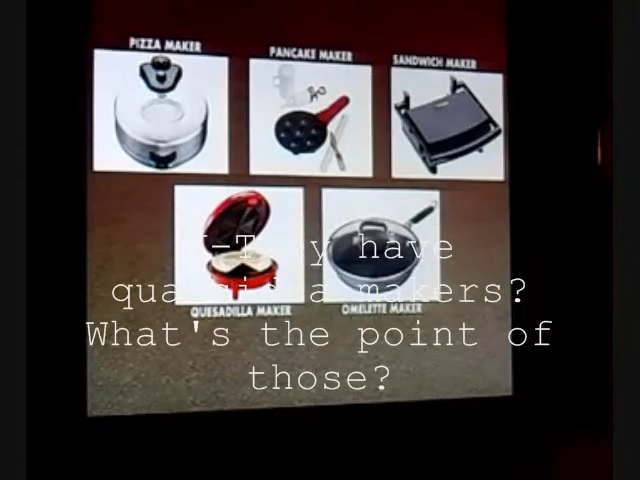 PIZZA MAKER
PANCAKE MAKER
SANDWICH MAKER
QUESADILLA MAKER
OMELETTE MAKER
have
makers?
What's the point of
those?